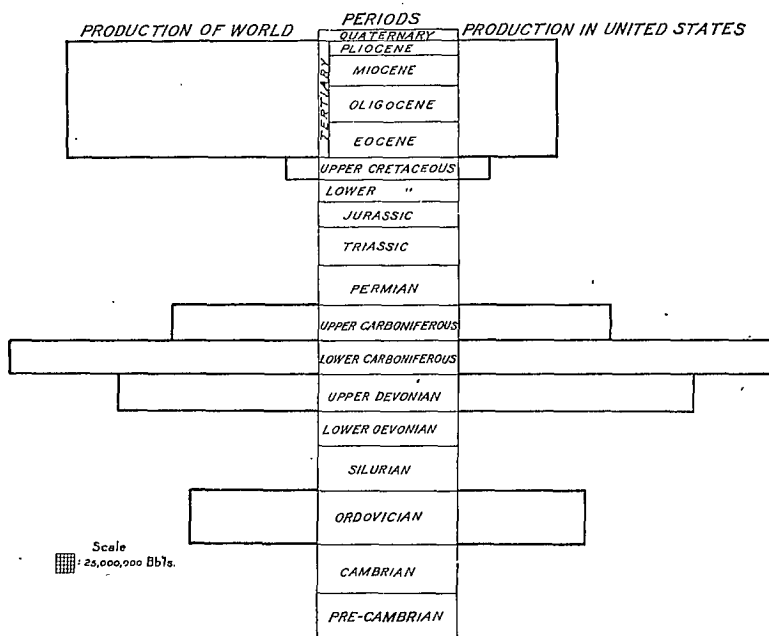 PERIODS
PRODUCTION OF WORLD
PRODUCTION IN UNITED STATES
QUATERNARY
TERTIARY
PLIOCENE
MIOCENE
OLIGOCENE
EOCENE
UPPER CRETACEOUS
LOWER "
JURASSIC
TRIASSIC
PERMIAN
UPPER CARBONIFEROUS
LOWER CARBONIFEROUS
UPPER DEVONIAN
LOWER DEVONIAN
SILURIAN
ORDOVICIAN
Scale
: 25,000,000 Bbls.
CAMBRIAN
PRE-CAMBRIAN